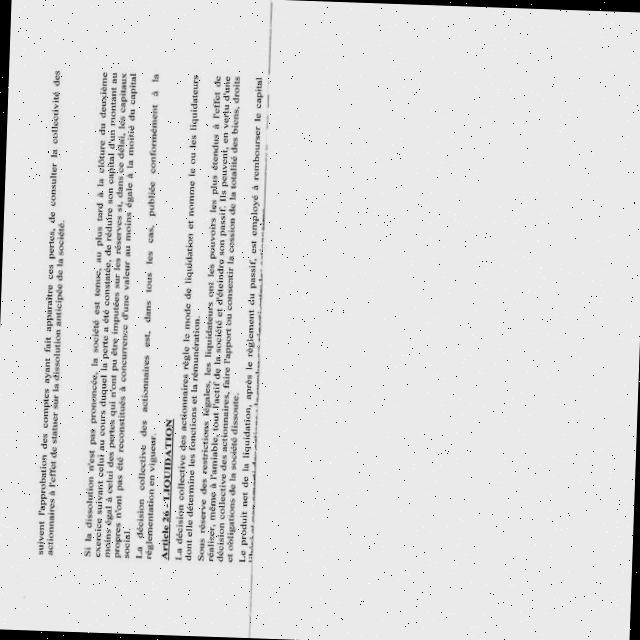 suivent l'approbation des comptes ayant fait apparaître ces pertes, de consulter la collectivité des
actionnaires à l'effet de statuer sur la dissolution anticipée de la société.
Si la dissolution n'est pas prononcée, la société est tenue, au plus tard à la clôture du deuxième
exercice suivant celui au cours duquel la perte a été constatée, de réduire son capital d'un montant au
moins égal à celui des pertes qui n'ont pu être imputées sur les réserves si, dans ce délai, les capitaux
propres n'ont pas été reconstitués à concurrence d'une valeur au moins égale à la moitié du capital
social.
La décision collective des actionnaires est, dans tous les cas, publiée conformément à la
réglementation en vigueur.
Article 26 - LIQUIDATION
La décision collective des actionnaires règle le mode de liquidation et nomme le ou les liquidateurs
dont elle détermine les fonctions et la rémunération.
Sous réserve des restrictions légales, les liquidateurs ont les pouvoirs les plus étendus à l'effet de
réaliser, même à l'amiable, tout l'actif de la société et d'éteindre son passif. Ils peuvent, en vertu d'une
décision collective des actionnaires, faire l'apport ou consentir la cession de la totalité des biens, droits
et obligations de la société dissoute.
Le produit net de la liquidation, après le règlement du passif, est employé à rembourser le capital